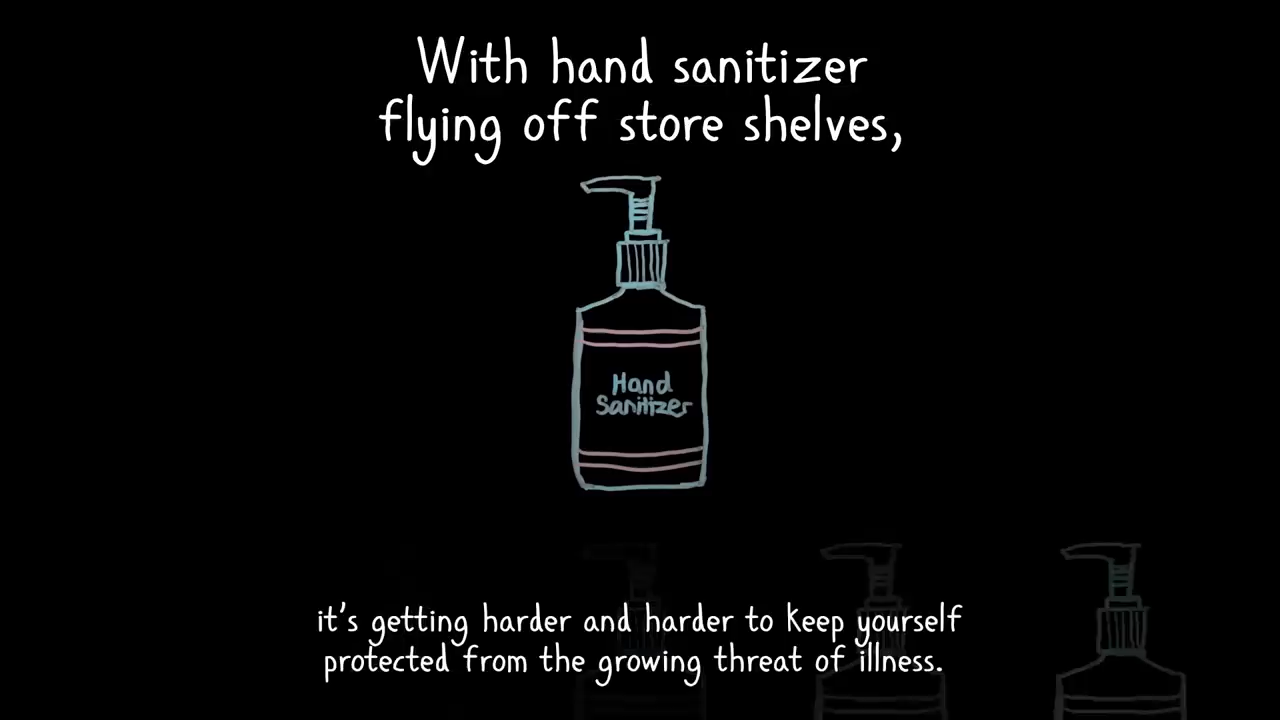 With hand sanitizer
flying off store shelves,
Hand
Sanitizer
it's getting harder and harder to keep yourself
protected from the growing threat of illness.